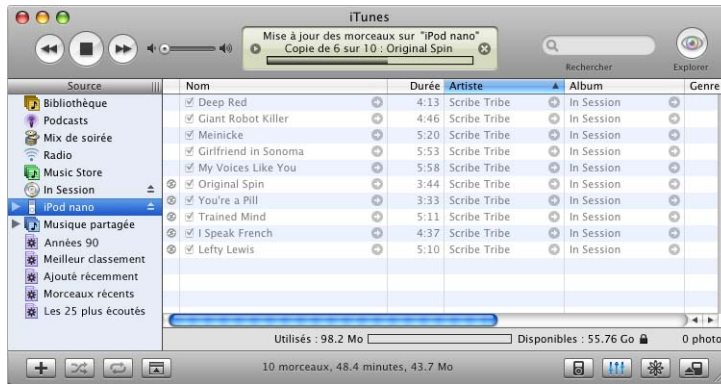 iTunes
Mise à jour des morceaux sur "iPod nano"
Copie de 6 sur 10 : Original Spin
Rechercher
Explorer
Source
Nom Durée Artiste Album Genre
Bibliothèque
Podcasts
Mix de soirée
Radio
Music Store
In Session
iPod nano
Musique partagée
Années 90
Meilleur classement
Ajouté récemment
Morceaux récents
Les 25 plus écoutés
Deep Red 4:13 Scribe Tribe In Session
Giant Robot Killer 4:46 Scribe Tribe In Session
Meinicke 5:20 Scribe Tribe In Session
Girlfriend in Sonoma 5:53 Scribe Tribe In Session
My Voices Like You 5:58 Scribe Tribe In Session
Original Spin 3:44 Scribe Tribe In Session
You're a Pill 3:33 Scribe Tribe In Session
Trained Mind 5:11 Scribe Tribe In Session
I Speak French 4:37 Scribe Tribe In Session
Lefty Lewis 5:10 Scribe Tribe In Session
Utilisés : 98.2 Mo Disponibles : 55.76 Go 0 photo
10 morceaux, 48.4 minutes, 43.7 Mo